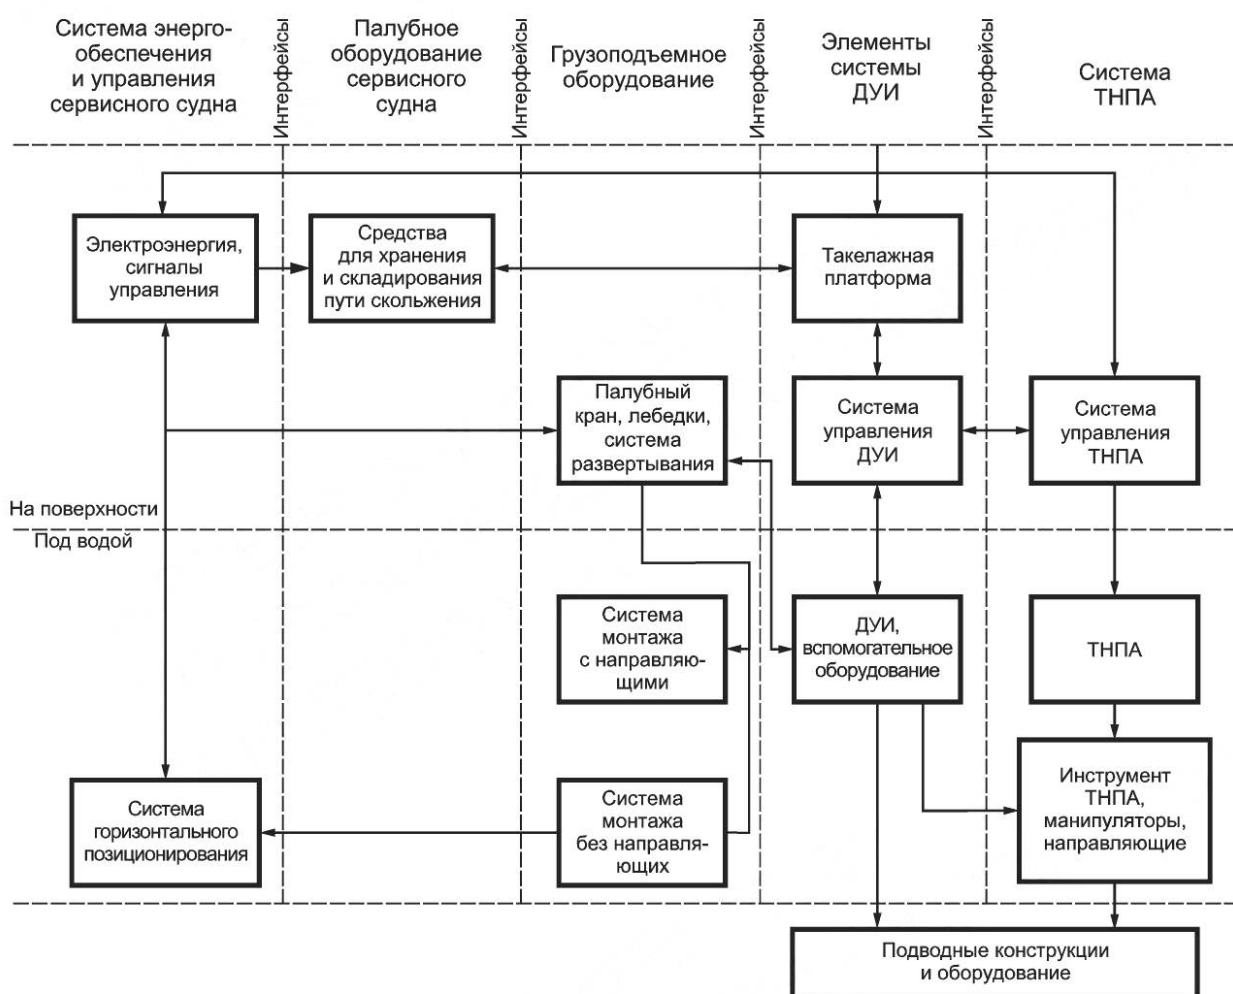 Система энерго-
обеспечения
и управления
сервисного судна
Интерфейсы
Палубное
оборудование
сервисного
судна
Интерфейсы
Грузоподъемное
оборудование
Интерфейсы
Элементы
системы
ДУИ
Интерфейсы
Система
ТНПА
Электроэнергия,
сигналы
управления
Средства
для хранения
и складирования
пути скольжения
Такелажная
платформа
Палубный
кран, лебедки,
система
развертывания
Система
управления
ДУИ
Система
управления
ТНПА
На поверхности
Под водой
Система
монтажа
с направляю-
щими
ДУИ,
вспомогательное
оборудование
ТНПА
Система
горизонтального
позиционирования
Система
монтажа
без направля-
ющих
Инструмент
ТНПА,
манипуляторы,
направляющие
Подводные конструкции
и оборудование